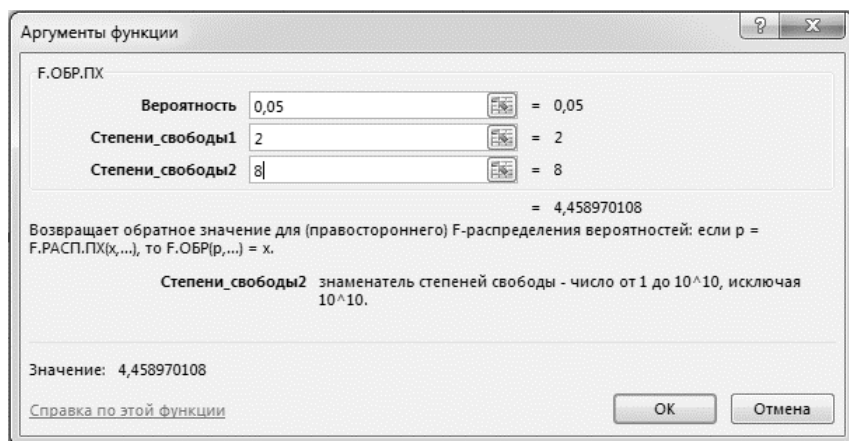 Аргументы функции
F.ОБР.ПХ
Вероятность 0,05 = 0,05
Степени_свободы1 2 = 2
Степени_свободы2 8 = 8
= 4,458970108
Возвращает обратное значение для (правостороннего) F-распределения вероятностей: если p =
F.РАСП.ПХ(x,...), то F.ОБР(p,...) = x.
Степени_свободы2 знаменатель степеней свободы - число от 1 до 10^10, исключая
10^10.
Значение: 4,458970108
Справка по этой функции
ОК Отмена